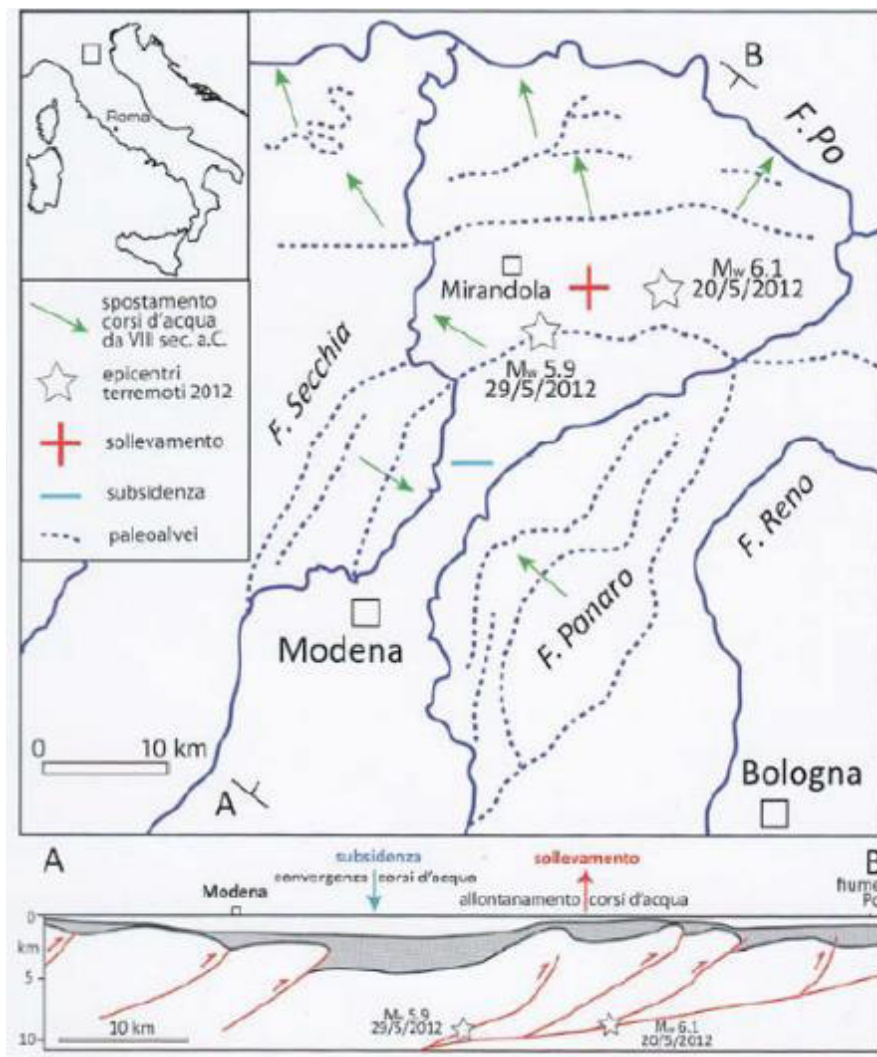 Roma
spostamento
corsi d'acqua
da VIII sec. a.C.
epicentri
terremoti 2012
sollevamento
subsidenza
paleoalvei
B
F. Po
Mirandola
Mw 6.1
20/5/2012
Mw 5.9
29/5/2012
F. Secchia
F. Reno
F. Panaro
Modena
0 10 km
A
Bologna
A
subsidenza
convergenza corsi d'acqua
sollevamento
allontanamento corsi d'acqua
B
fiume
Po
Modena
0
km
5
10
10 km
Mw 5.9
29/5/2012
Mw 6.1
20/5/2012